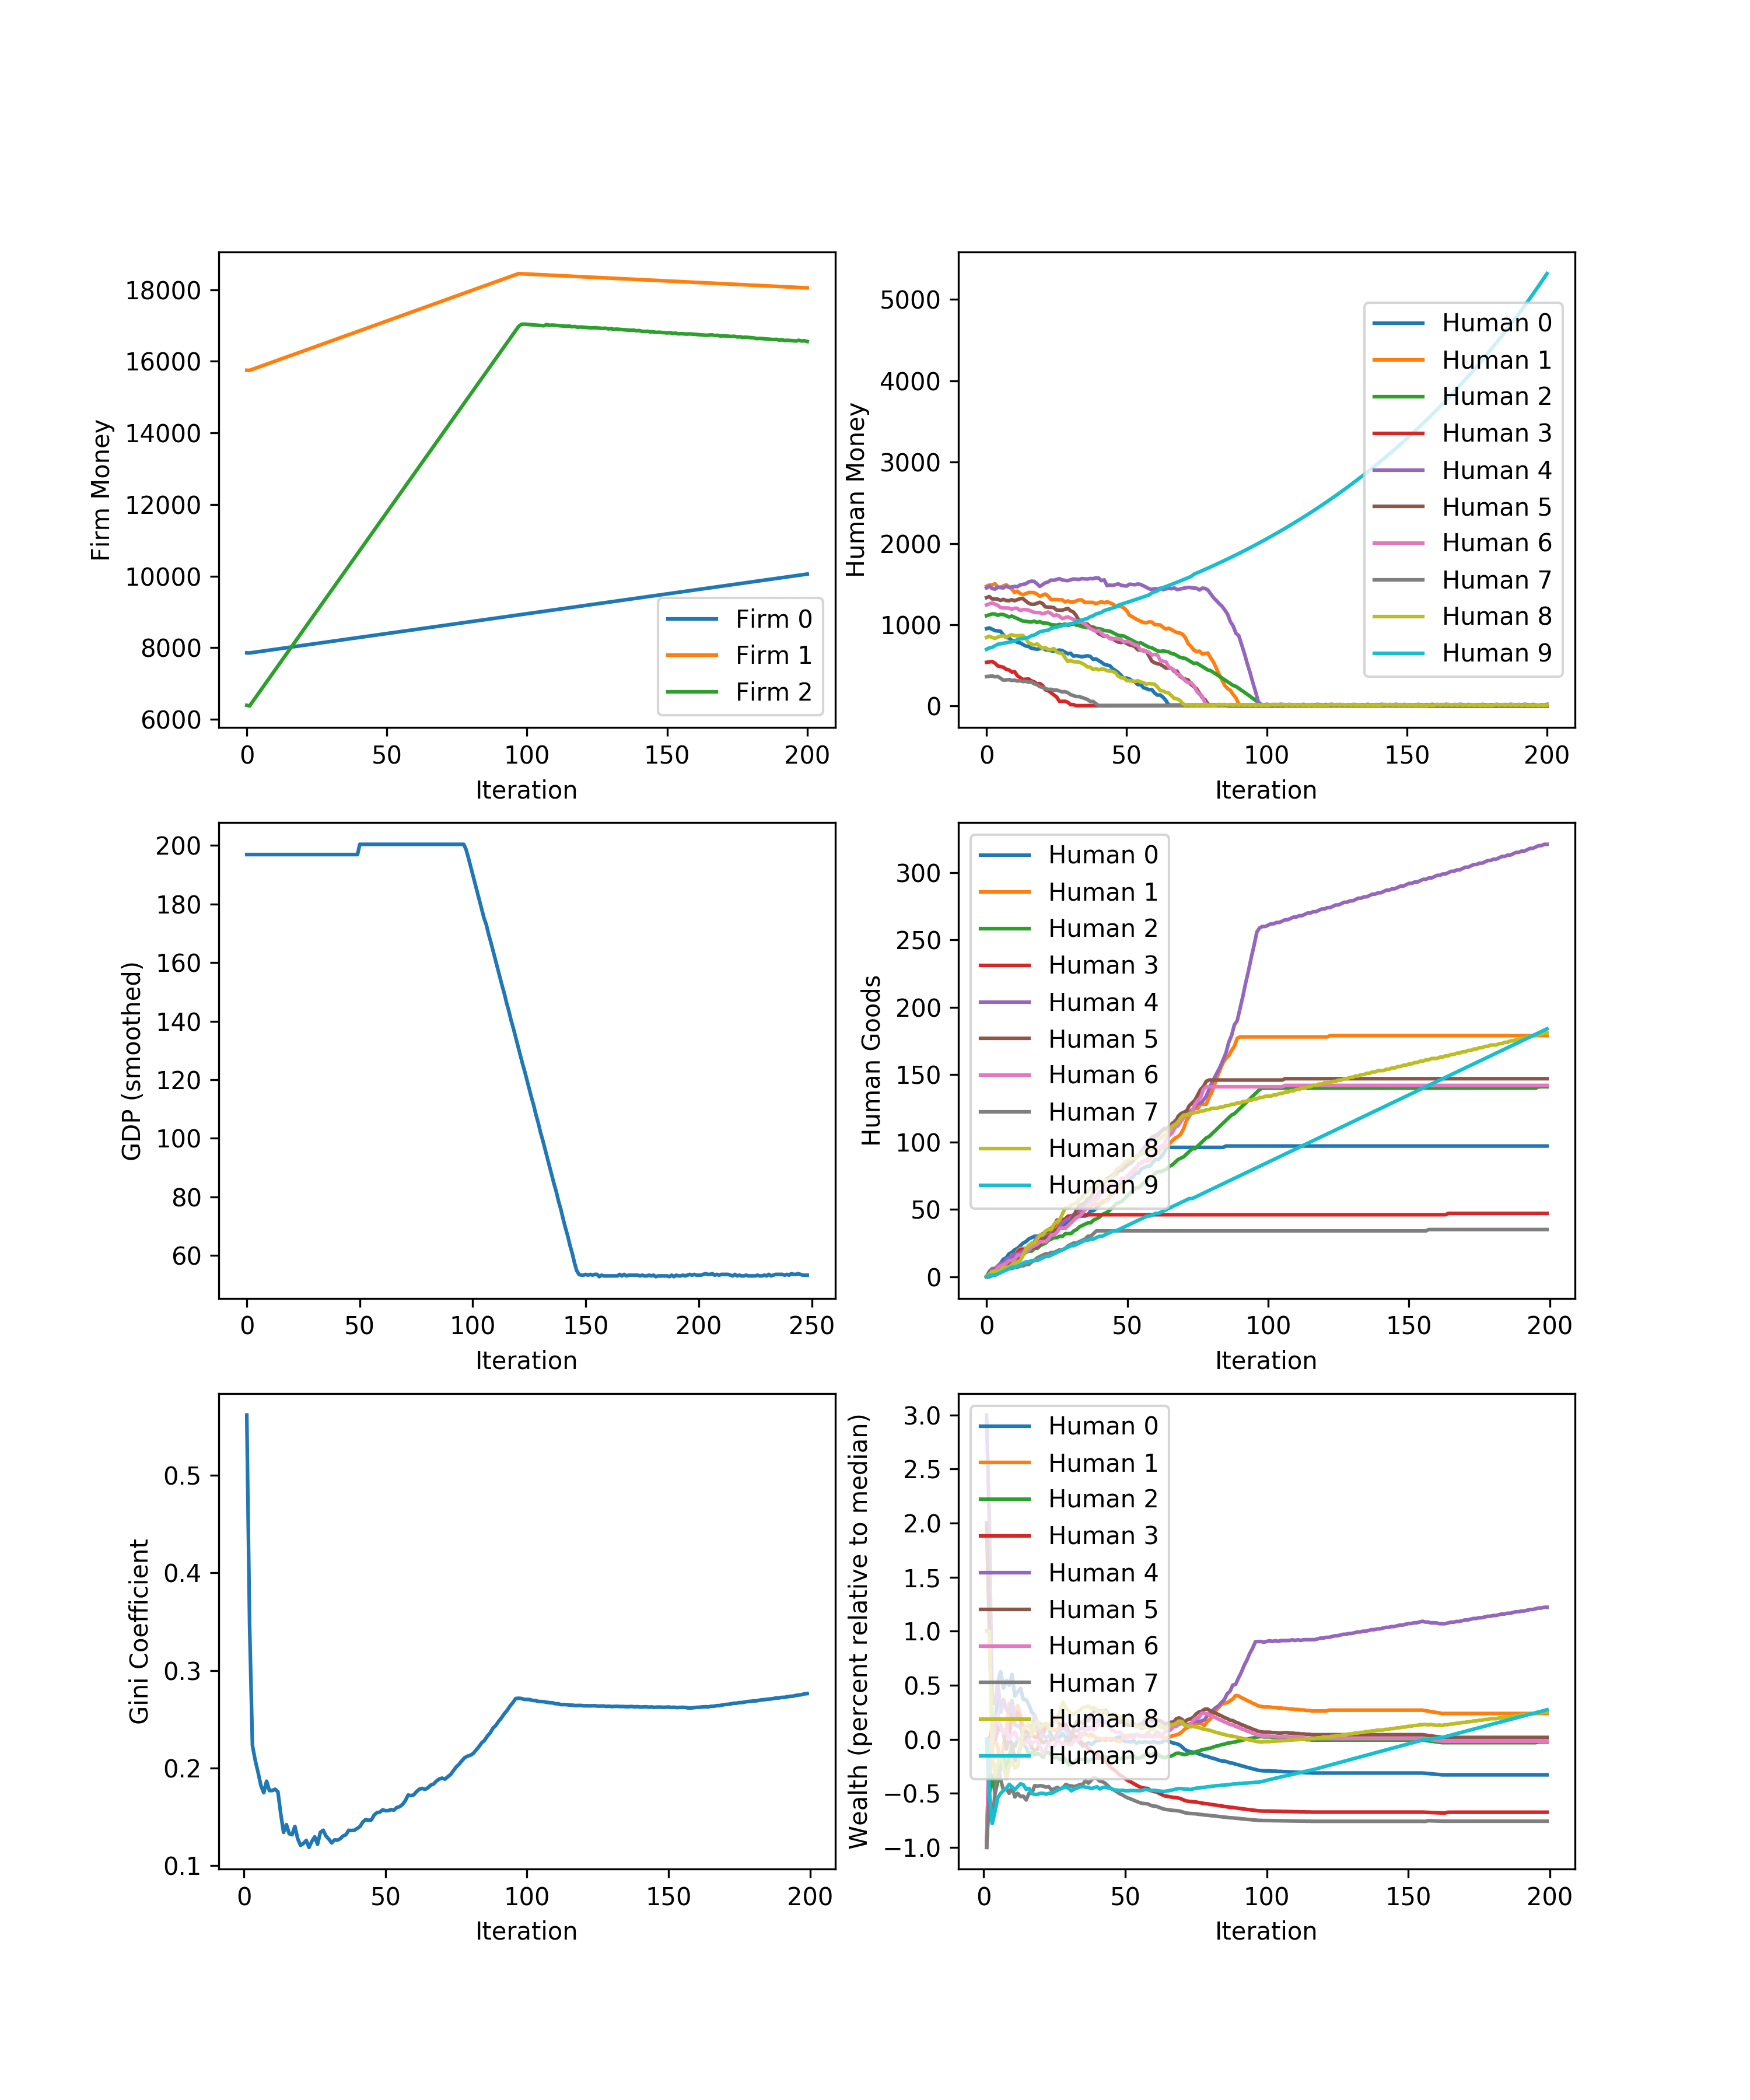 18000
16000
14000
12000
10000
8000
6000
Firm Money
Firm 0
Firm 1
Firm 2
0 50 100 150 200
Iteration
5000
4000
3000
2000
1000
0
Human Money
Human 0
Human 1
Human 2
Human 3
Human 4
Human 5
Human 6
Human 7
Human 8
Human 9
0 50 100 150 200
Iteration
200
180
160
140
120
100
80
60
GDP (smoothed)
0 50 100 150 200 250
Iteration
300
250
200
150
100
50
0
Human Goods
Human 0
Human 1
Human 2
Human 3
Human 4
Human 5
Human 6
Human 7
Human 8
Human 9
0 50 100 150 200
Iteration
0.5
0.4
0.3
0.2
0.1
Gini Coefficient
0 50 100 150 200
Iteration
3.0
2.5
2.0
1.5
1.0
0.5
0.0
−0.5
−1.0
Wealth (percent relative to median)
Human 0
Human 1
Human 2
Human 3
Human 4
Human 5
Human 6
Human 7
Human 8
Human 9
0 50 100 150 200
Iteration